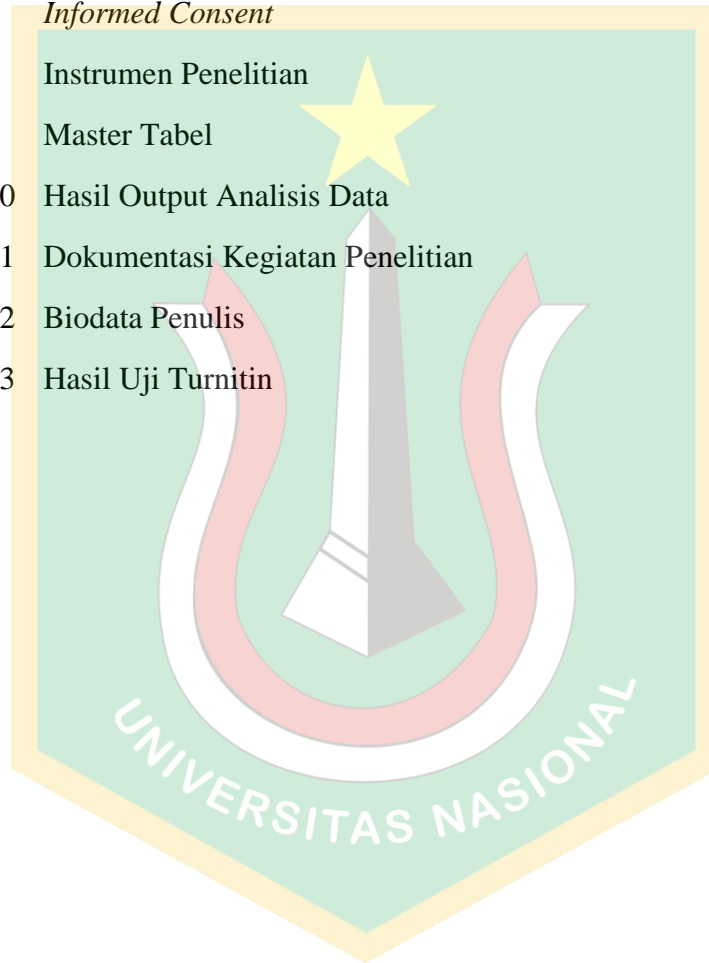 Informed Consent
Instrumen Penelitian
Master Tabel
0 Hasil Output Analisis Data
1 Dokumentasi Kegiatan Penelitian
2 Biodata Penulis
3 Hasil Uji Turnitin
UNIVERSITAS NASIONAL